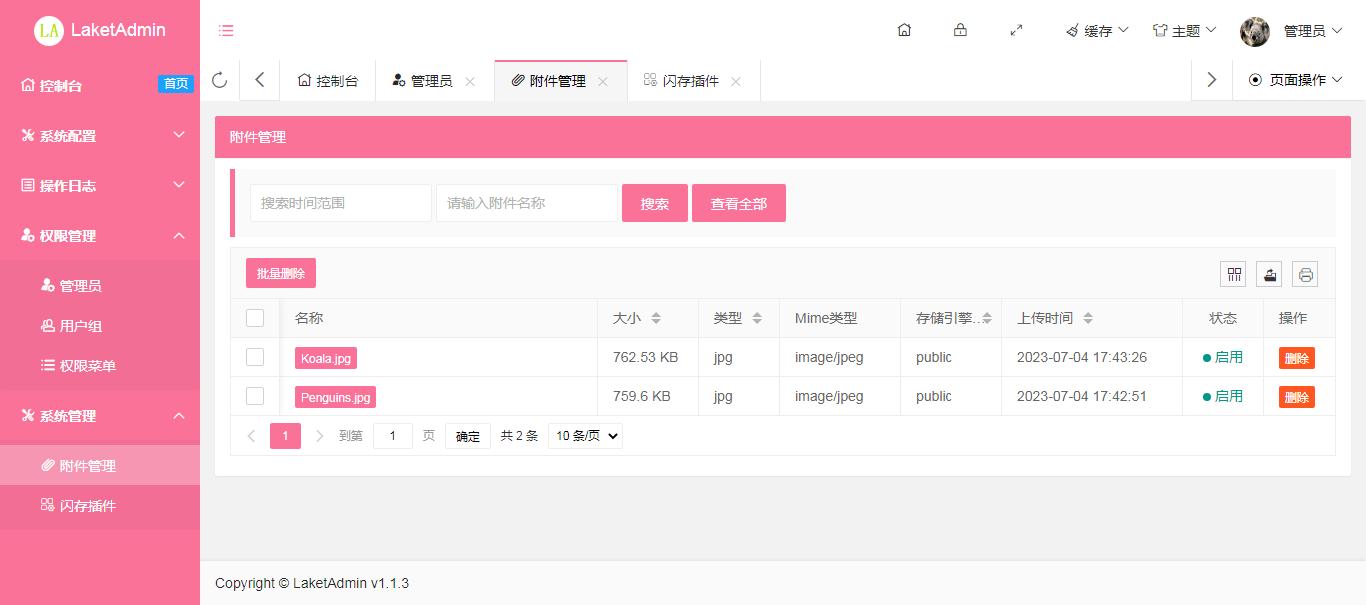 LA LaketAdmin
缓存 主题 管理员
控制台 首页
系统配置
操作日志
权限管理
管理员
用户组
权限菜单
系统管理
附件管理
闪存插件
控制台 管理员 附件管理 闪存插件 页面操作
附件管理
搜索时间范围 请输入附件名称 搜索 查看全部
批量删除
名称 大小 类型 Mime类型 存储引擎... 上传时间 状态 操作
Koala.jpg 762.53 KB jpg image/jpeg public 2023-07-04 17:43:26 启用 删除
Penguins.jpg 759.6 KB jpg image/jpeg public 2023-07-04 17:42:51 启用 删除
1 到第 1 页 确定 共 2 条 10 条/页
Copyright © LaketAdmin v1.1.3